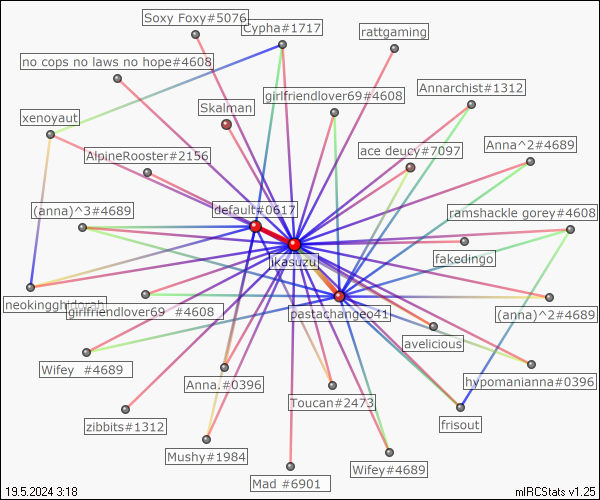 Soxy Foxy#5076
Cypha#1717
rattgaming
no cops no laws no hope#4608
girlfriendlover69#4608
Annarchist#1312
Skalman
xenoyaut
ace deucy#7097
Anna^2#4689
AlpineRooster#2156
(anna)^3#4689
default#0617
ramshackle gorey#4608
jkasuzu
fakedingo
neokingghidorah
girlfriendlover69 #4608
pastachangeo41
(anna)^2#4689
avelicious
Wifey #4689
Anna.#0396
hypomanianna#0396
Toucan#2473
zibbits#1312
frisout
Mushy#1984
Mad #6901
Wifey#4689
19.5.2024 3:18
mIRCStats v1.25